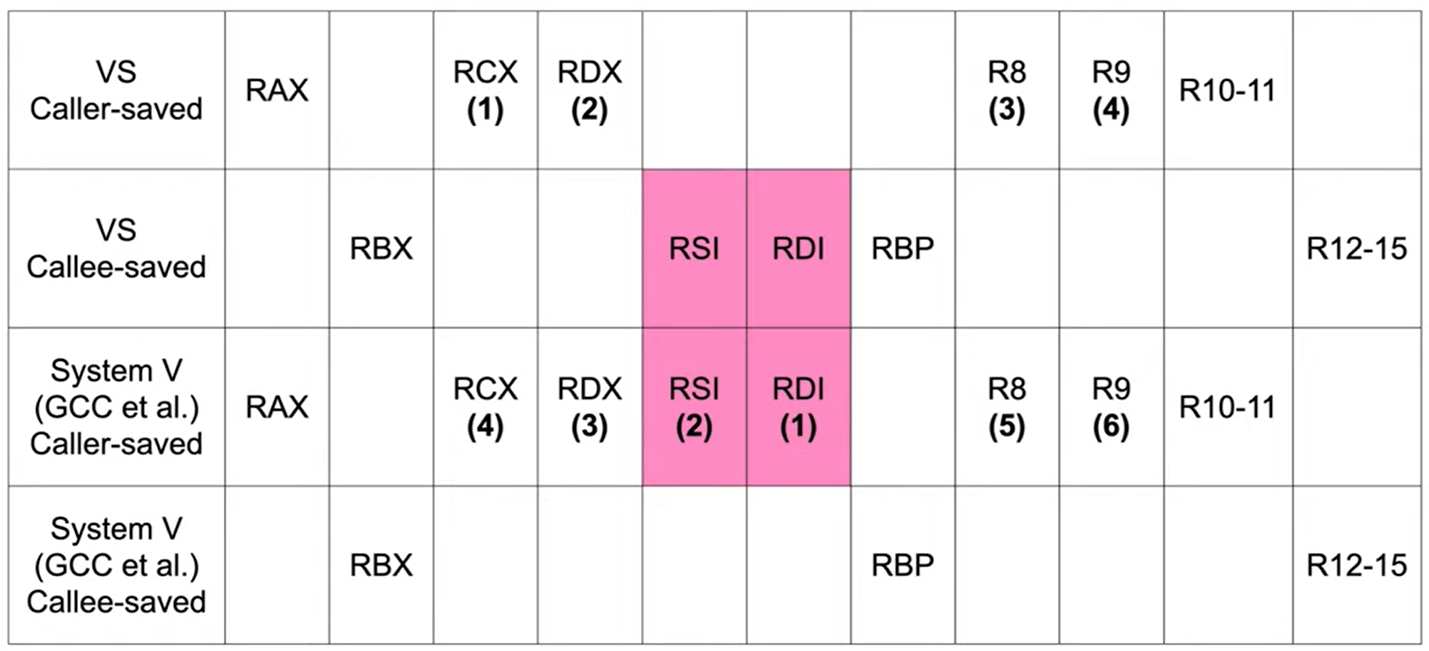 VS
Caller-saved
RAX
RCX
(1)
RDX
(2)
R8
(3)
R9
(4)
R10-11
VS
Callee-saved
RBX
RSI
RDI
RBP
R12-15
System V
(GCC et al.)
Caller-saved
RAX
RCX
(4)
RDX
(3)
RSI
(2)
RDI
(1)
R8
(5)
R9
(6)
R10-11
System V
(GCC et al.)
Callee-saved
RBX
RBP
R12-15